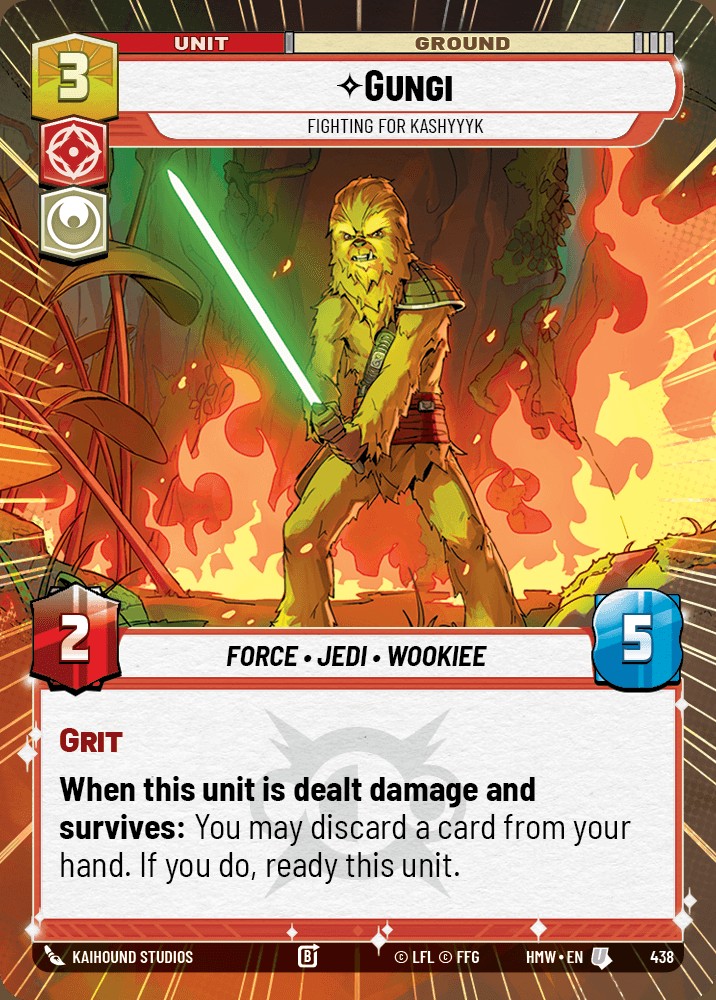 UNIT
GROUND
3
✧GUNGI
FIGHTING FOR KASHYYYK
2
FORCE • JEDI • WOOKIEE
5
GRIT
When this unit is dealt damage and
survives: You may discard a card from your
hand. If you do, ready this unit.
KAIHOUND STUDIOS
B
© LFL © FFG
HMW • EN
U
438